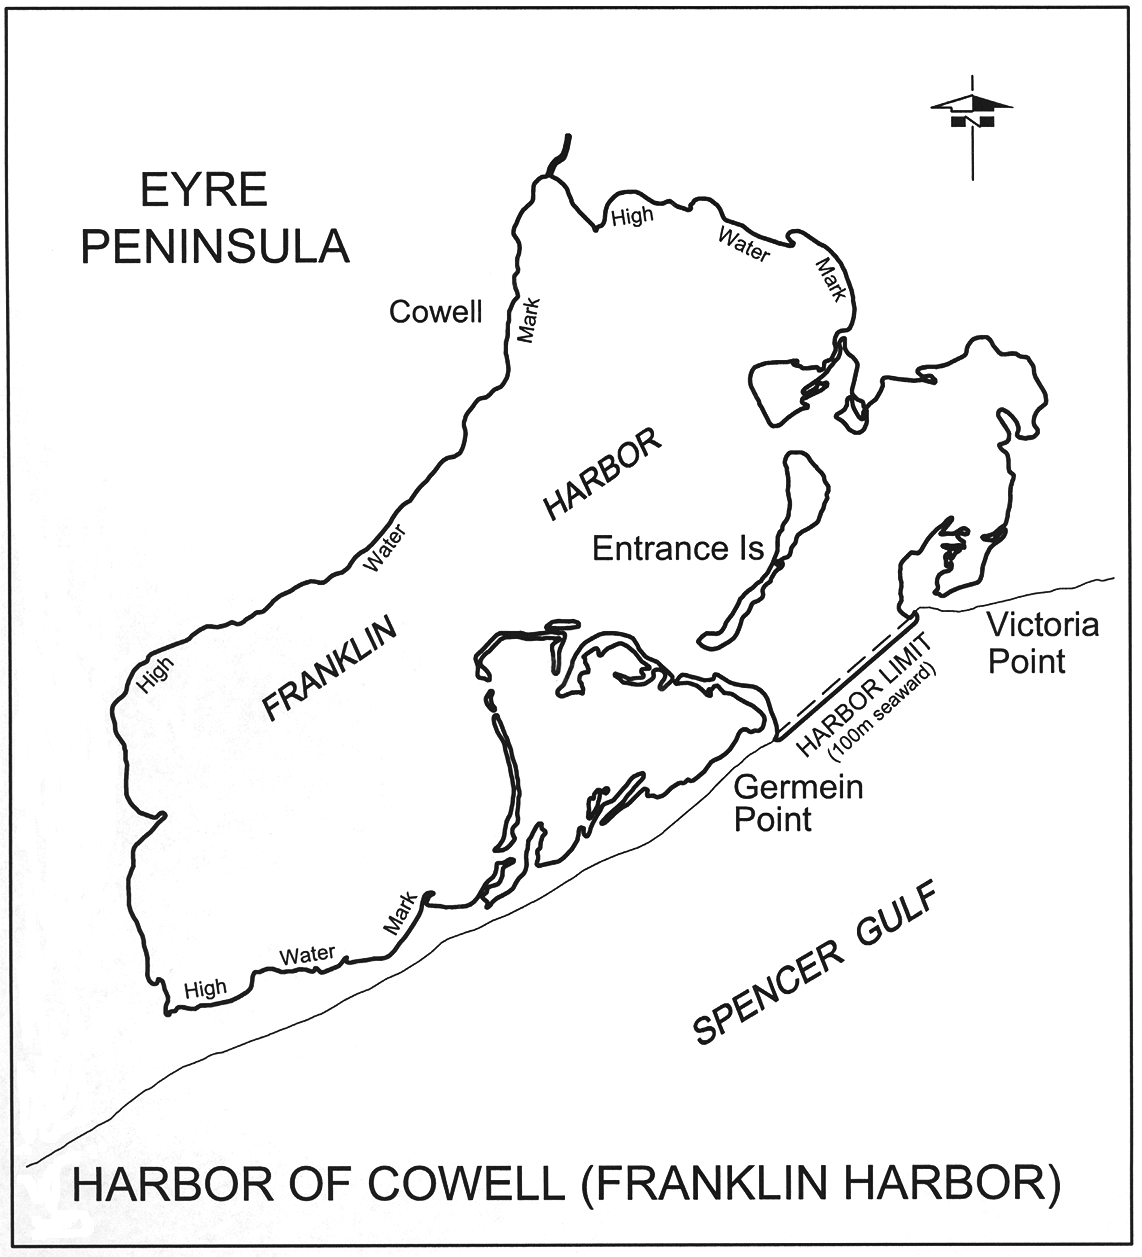 N
EYRE
PENINSULA
High
Water
Mark
Cowell
Mark
HARBOR
Entrance Is
Water
FRANKLIN
High
Victoria
Point
HARBOR LIMIT
(100m seaward)
Germein
Point
Mark
Water
High
SPENCER GULF
HARBOR OF COWELL (FRANKLIN HARBOR)